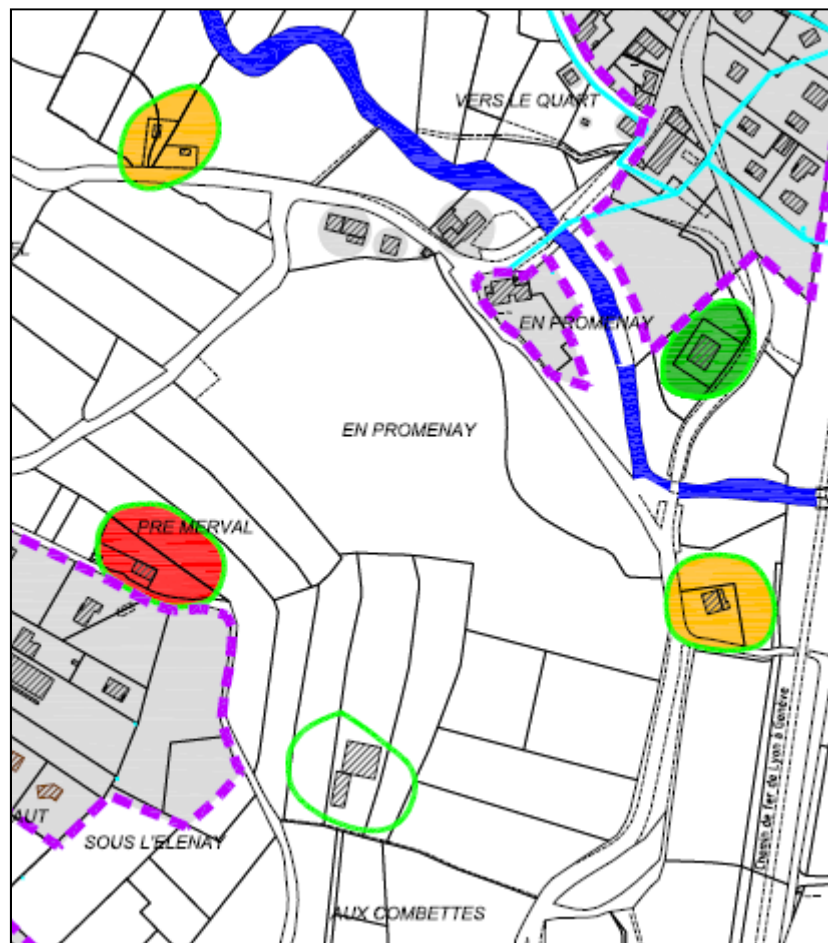 VERS LE QUART
EN PROMENAY
EN PROMENAY
PRE MERVAL
Chemin de fer de Lyon à Genève
AUT
SOUS L'ELENAY
AUX COMBETTES